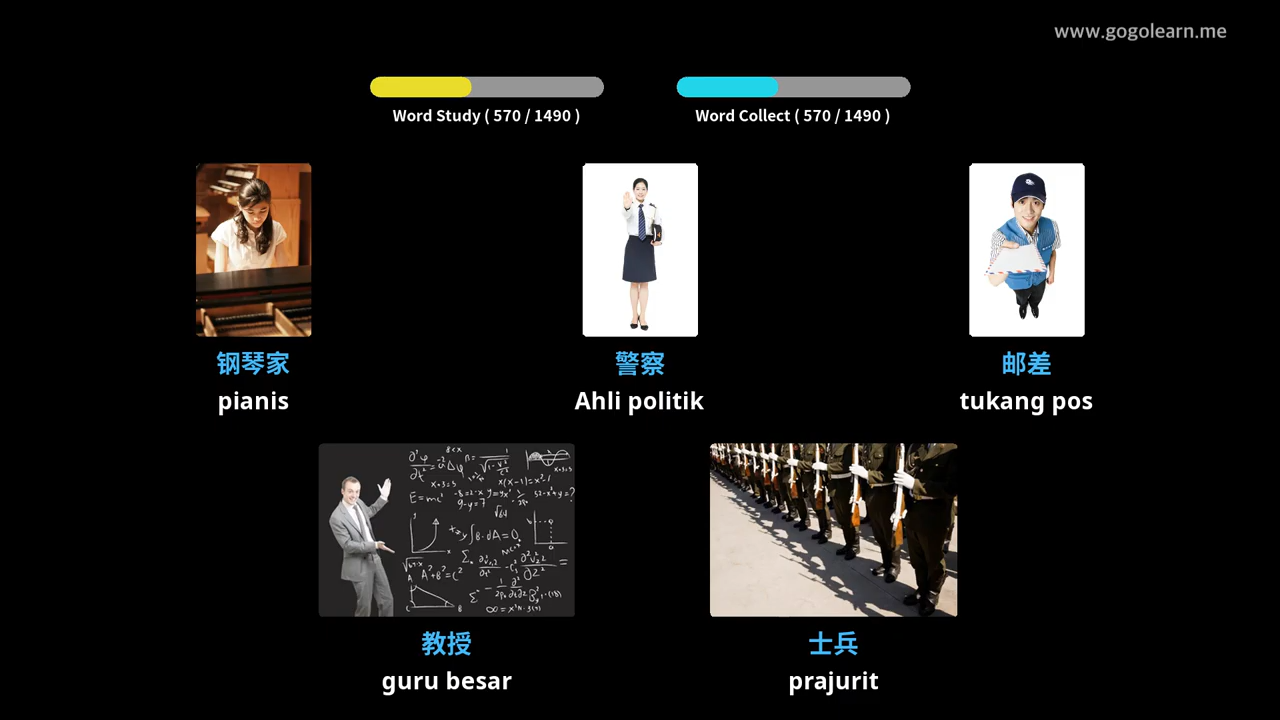 www.gogolearn.me
Word Study ( 570 / 1490 )
Word Collect ( 570 / 1490 )
钢琴家
pianis
警察
Ahli politik
邮差
tukang pos
教授
guru besar
士兵
prajurit